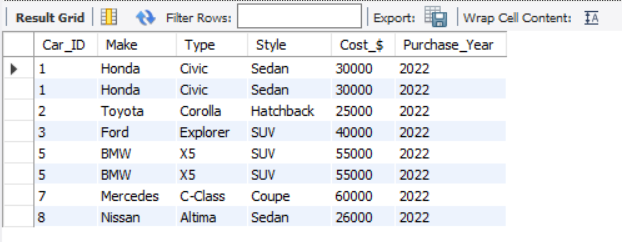 Result Grid Filter Rows: Export: Wrap Cell Content:
Car_ID Make Type Style Cost_$ Purchase_Year
1 Honda Civic Sedan 30000 2022
1 Honda Civic Sedan 30000 2022
2 Toyota Corolla Hatchback 25000 2022
3 Ford Explorer SUV 40000 2022
5 BMW X5 SUV 55000 2022
5 BMW X5 SUV 55000 2022
7 Mercedes C-Class Coupe 60000 2022
8 Nissan Altima Sedan 26000 2022